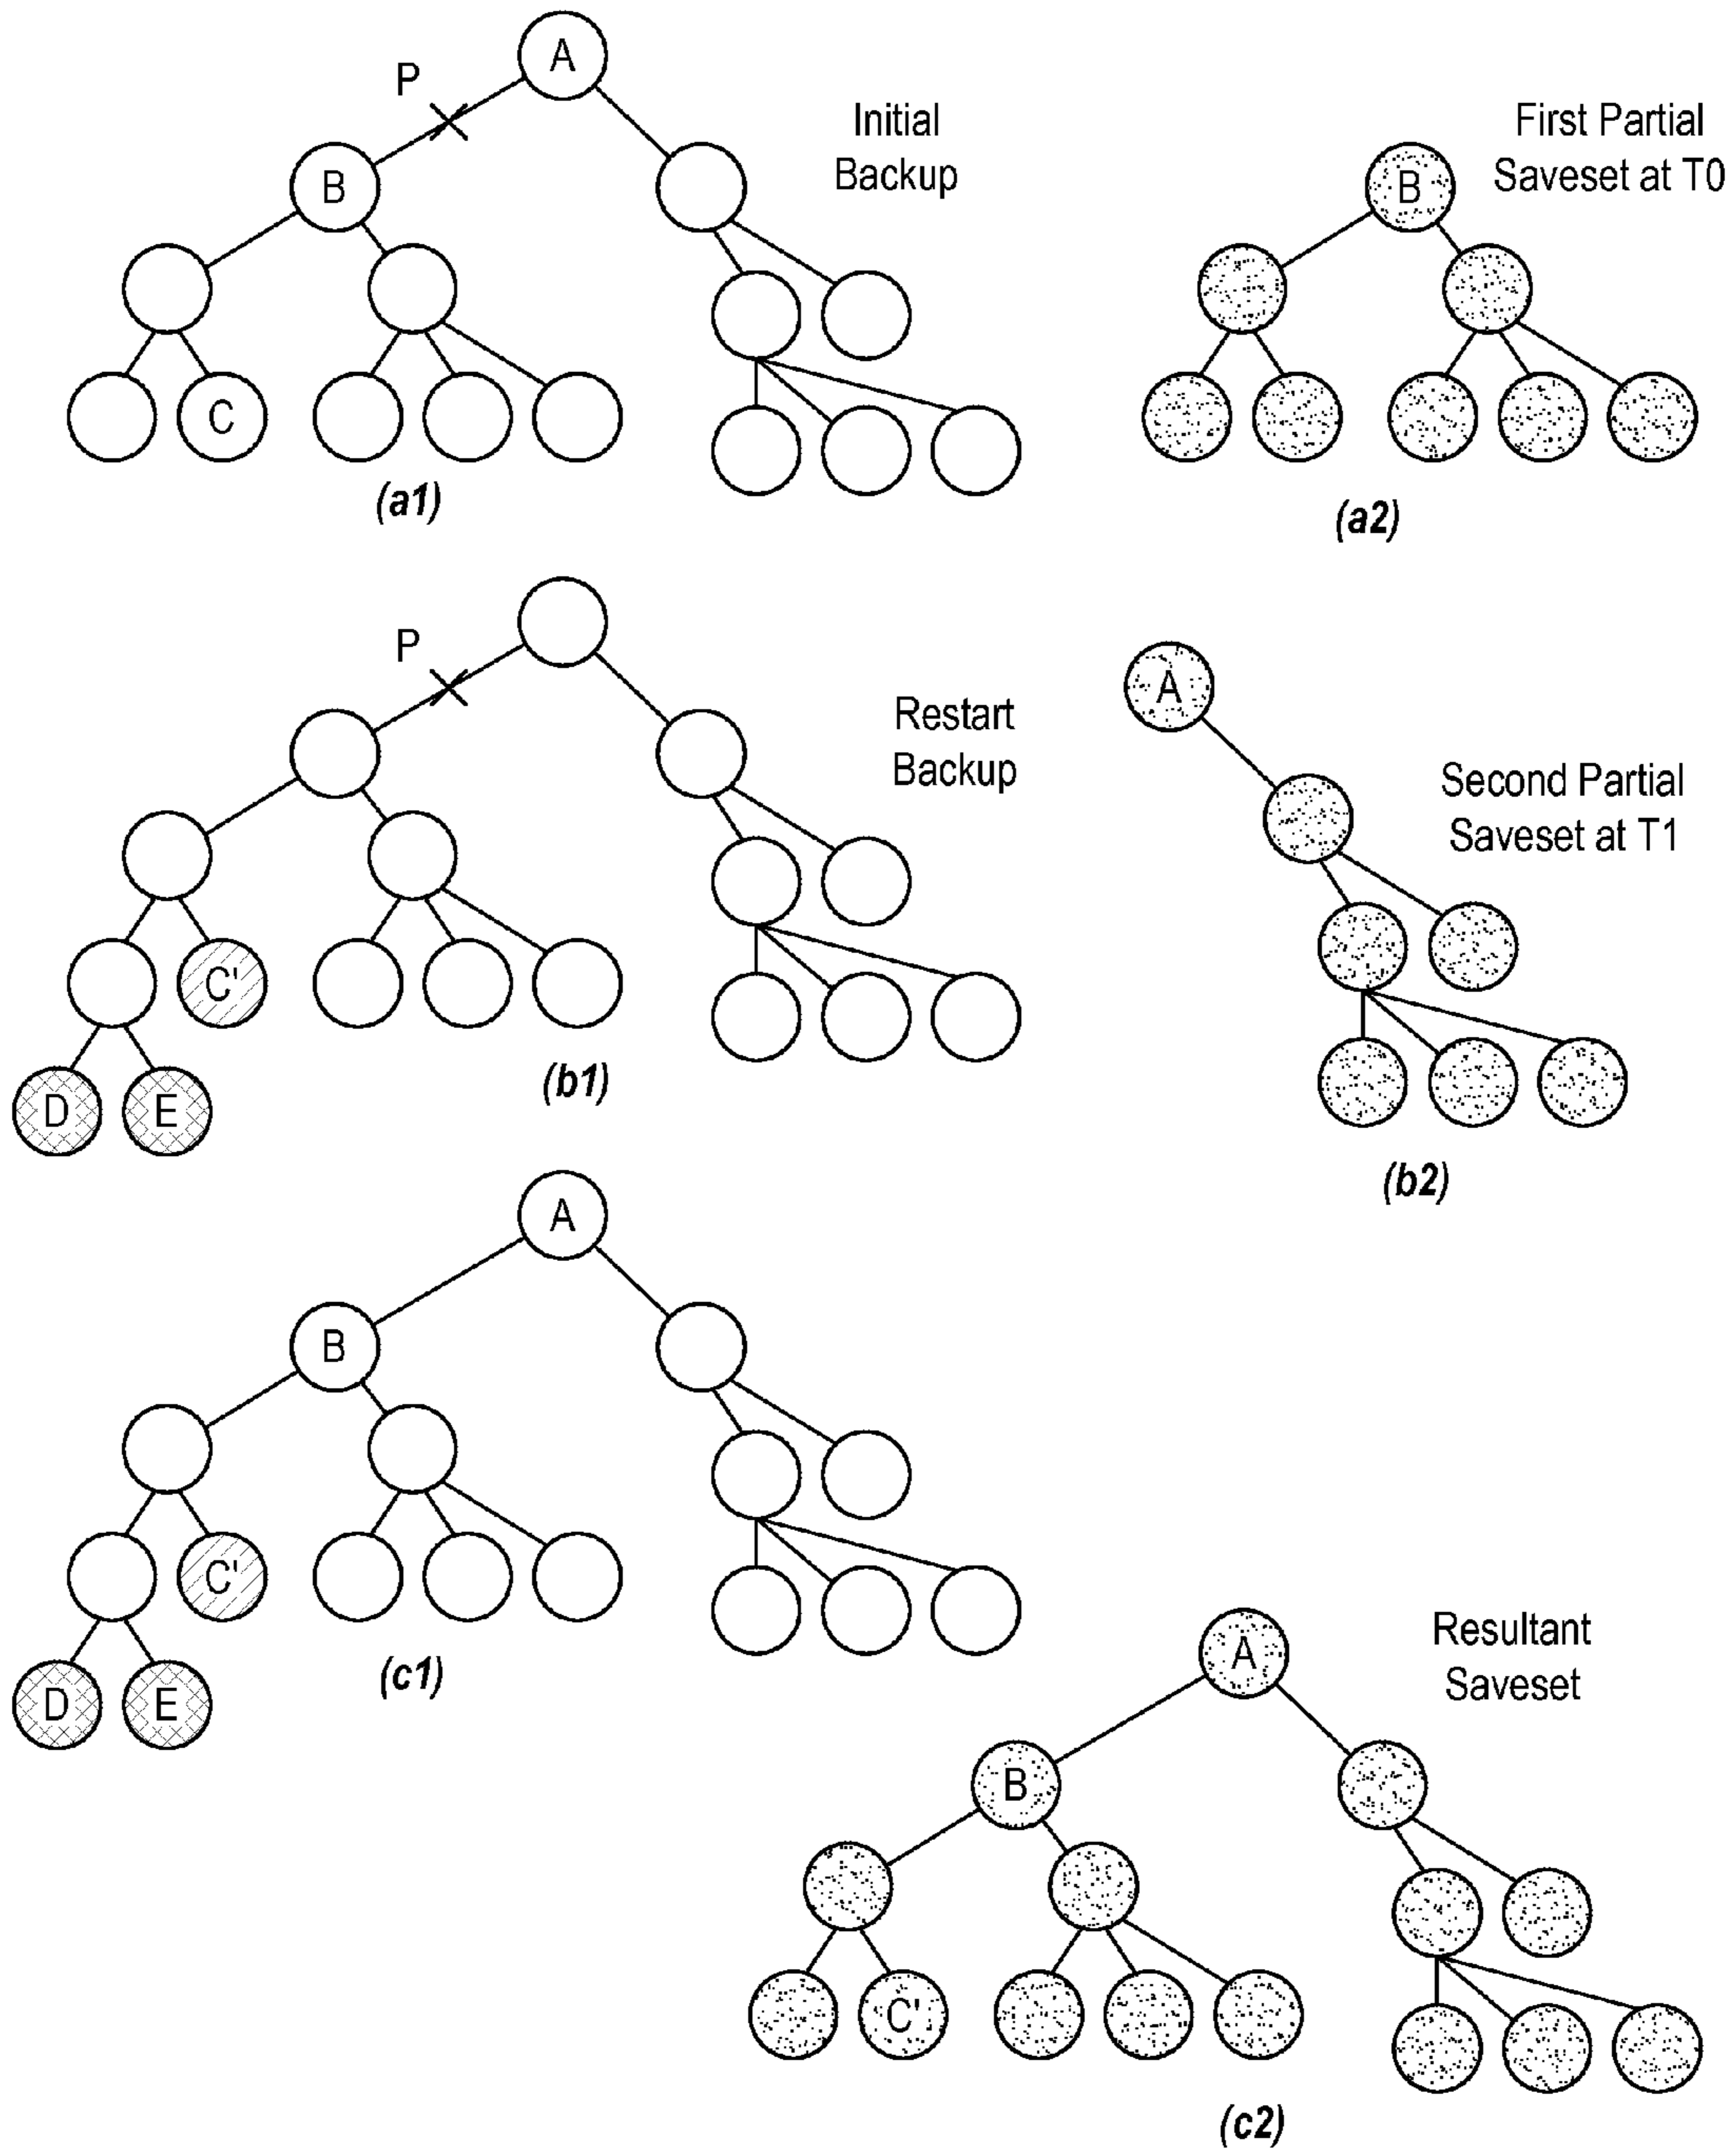 A
P
Initial
Backup
B
C
(a1)
First Partial
Saveset at T0
B
(a2)
P
Restart
Backup
C'
D
E
(b1)
A
Second Partial
Saveset at T1
(b2)
A
B
C'
D
E
(c1)
Resultant
Saveset
A
B
C'
(c2)